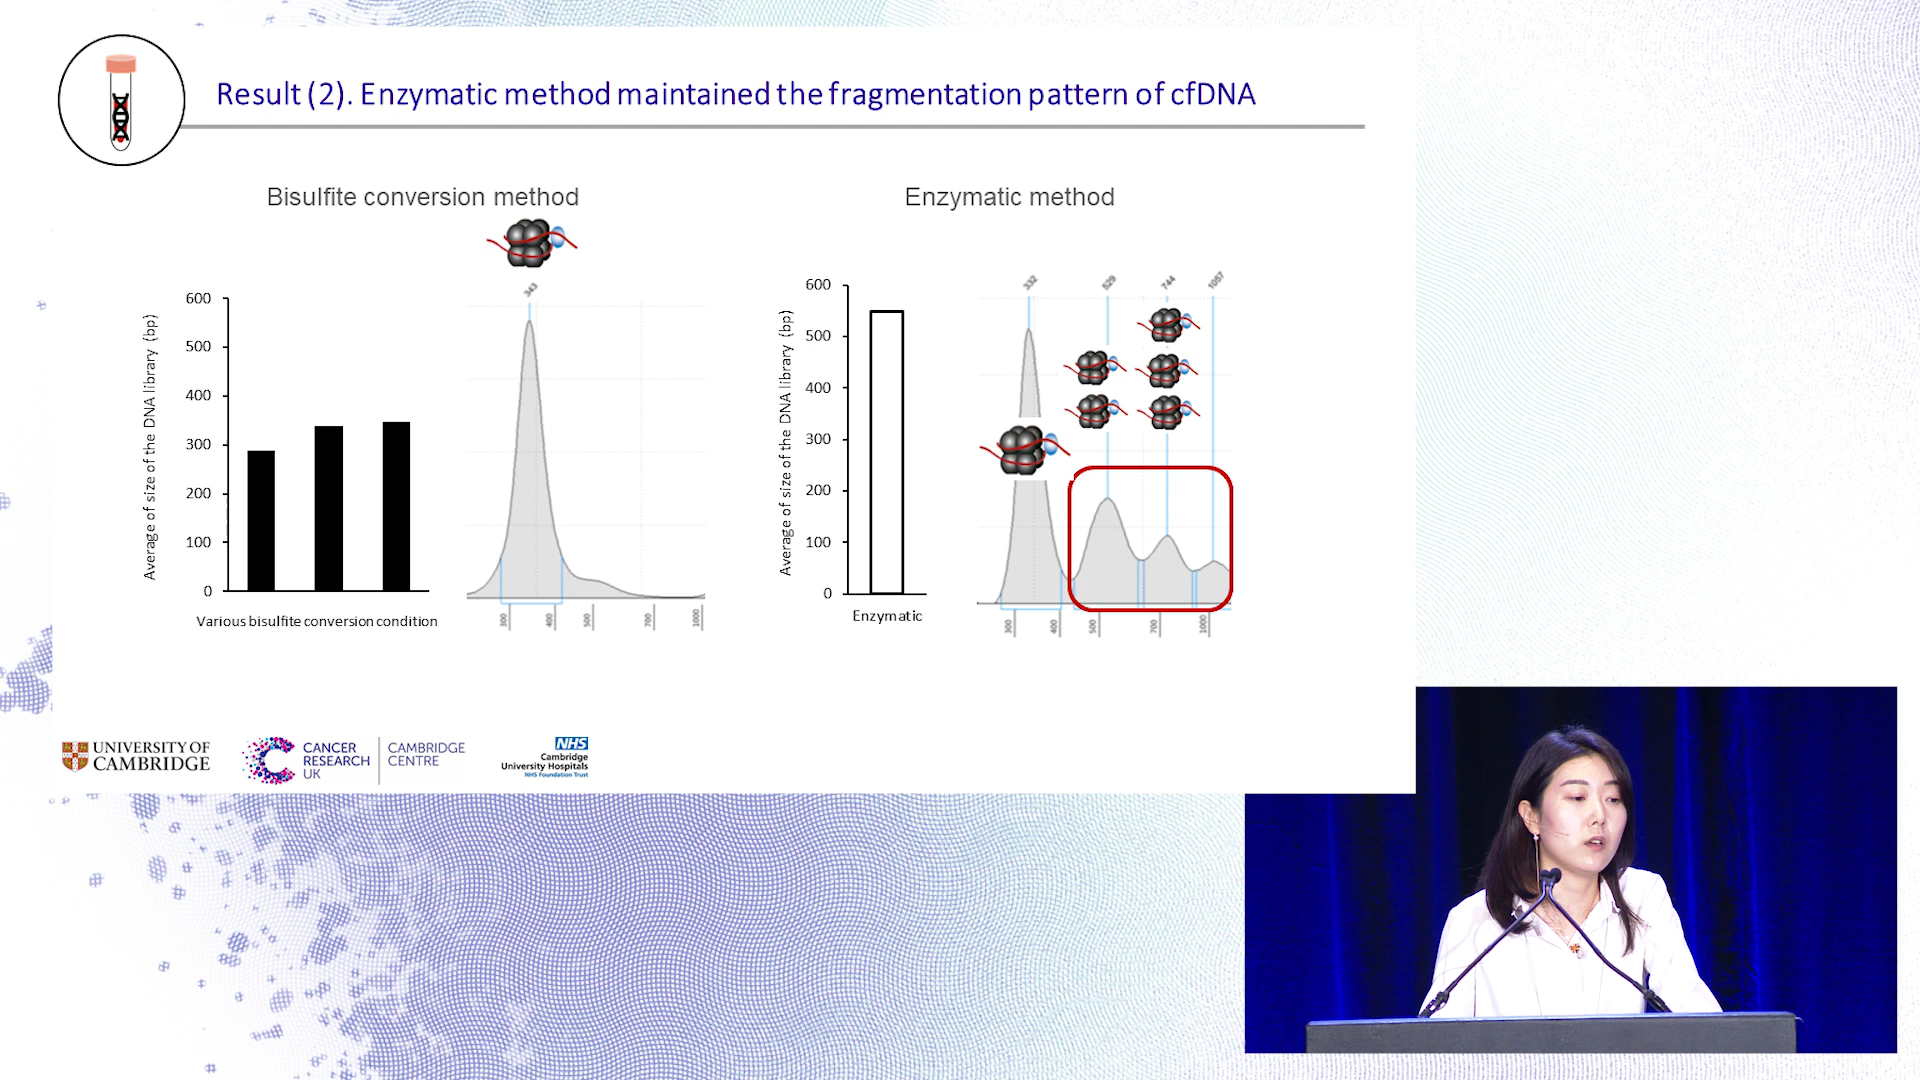 Result (2). Enzymatic method maintained the fragmentation pattern of cfDNA
Bisulfite conversion method
Enzymatic method
Average of size of the DNA library (bp)
600
500
400
300
200
100
0
Various bisulfite conversion condition
343
300
400
500
700
1000
Average of size of the DNA library (bp)
600
500
400
300
200
100
0
Enzymatic
332
529
744
1057
300
400
500
700
1000
UNIVERSITY OF
CAMBRIDGE
CANCER
RESEARCH
UK
CAMBRIDGE
CENTRE
NHS
Cambridge
University Hospitals
NHS Foundation Trust